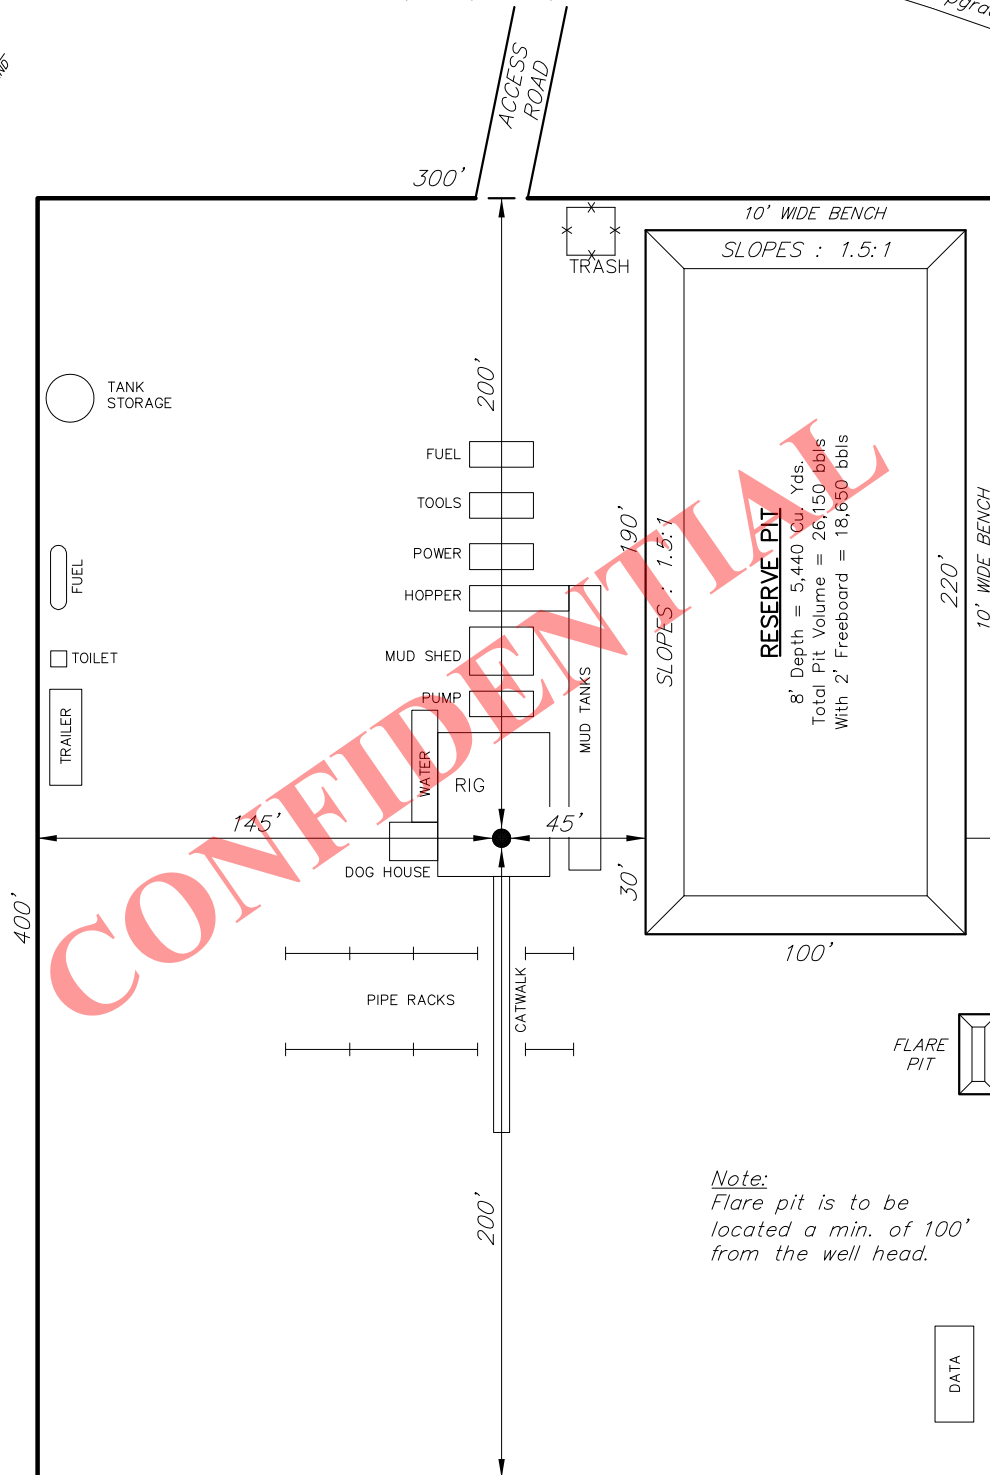 ACCESS
ROAD
300'
10' WIDE BENCH
SLOPES : 1.5:1
TRASH
TANK
STORAGE
200'
FUEL
TOOLS
POWER
HOPPER
MUD SHED
PUMP
FUEL
TOILET
TRAILER
WATER
RIG
MUD TANKS
190'
SLOPES : 1.5:1
RESERVE PIT
8' Depth = 5,440 Cu. Yds.
Total Pit Volume = 26,150 bbls
With 2' Freeboard = 18,650 bbls
220'
10' WIDE BENCH
145'
45'
DOG HOUSE
30'
400'
100'
PIPE RACKS
CATWALK
FLARE
PIT
200'
Note:
Flare pit is to be
located a min. of 100'
from the well head.
DATA
CONFIDENTIAL